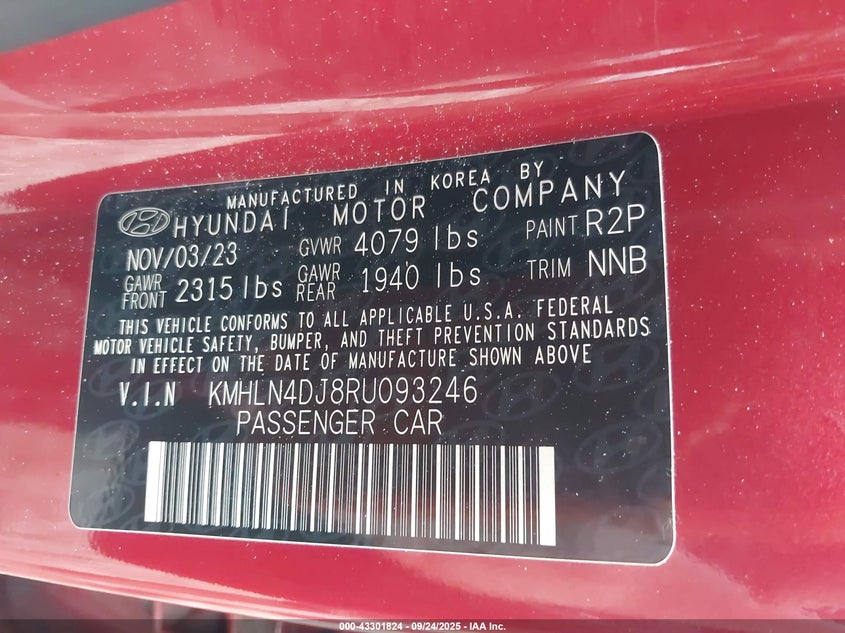 MANUFACTURED IN KOREA BY
HYUNDAI MOTOR COMPANY
NOV/03/23 GVWR 4079 lbs PAINT R2P
GAWR FRONT 2315 lbs GAWR REAR 1940 lbs TRIM NNB
THIS VEHICLE CONFORMS TO ALL APPLICABLE U.S.A. FEDERAL
MOTOR VEHICLE SAFETY, BUMPER, AND THEFT PREVENTION STANDARDS
IN EFFECT ON THE DATE OF MANUFACTURE SHOWN ABOVE
V.I.N KMHLN4DJ8RU093246
PASSENGER CAR
000-43301824 - 09/24/2025 - IAA Inc.